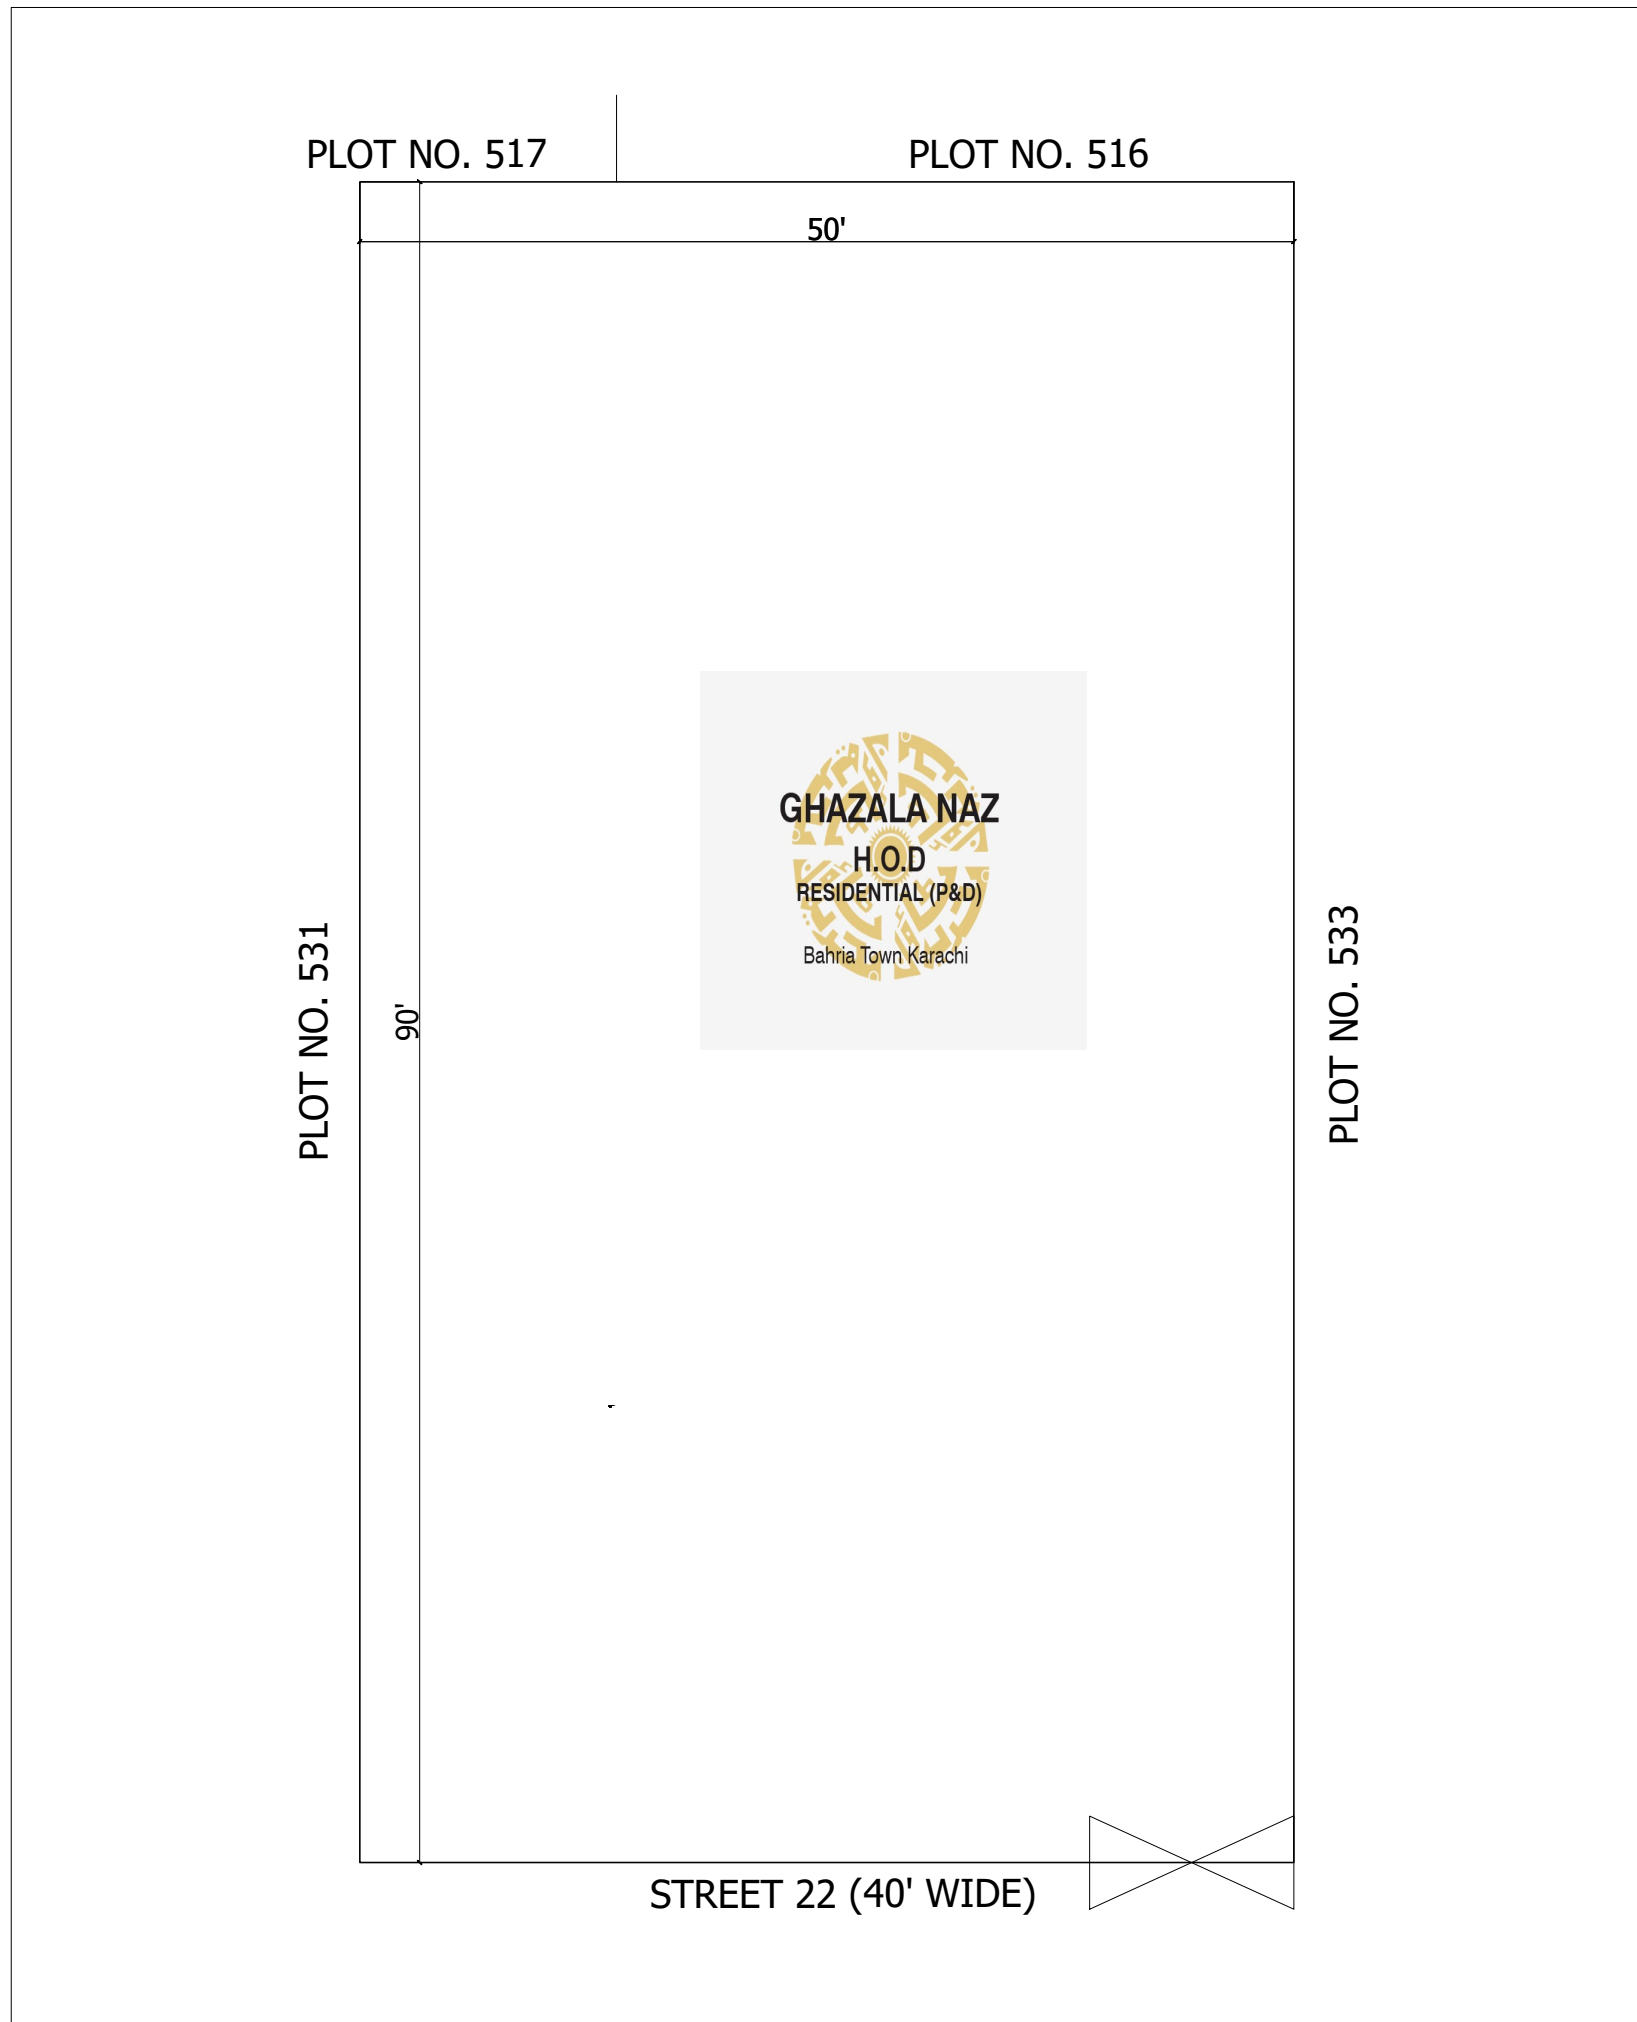 PLOT NO. 517
PLOT NO. 516
50'
GHAZALA NAZ
H.O.D
RESIDENTIAL (P&D)
Bahria Town Karachi
PLOT NO. 531
90'
PLOT NO. 533
STREET 22 (40' WIDE)